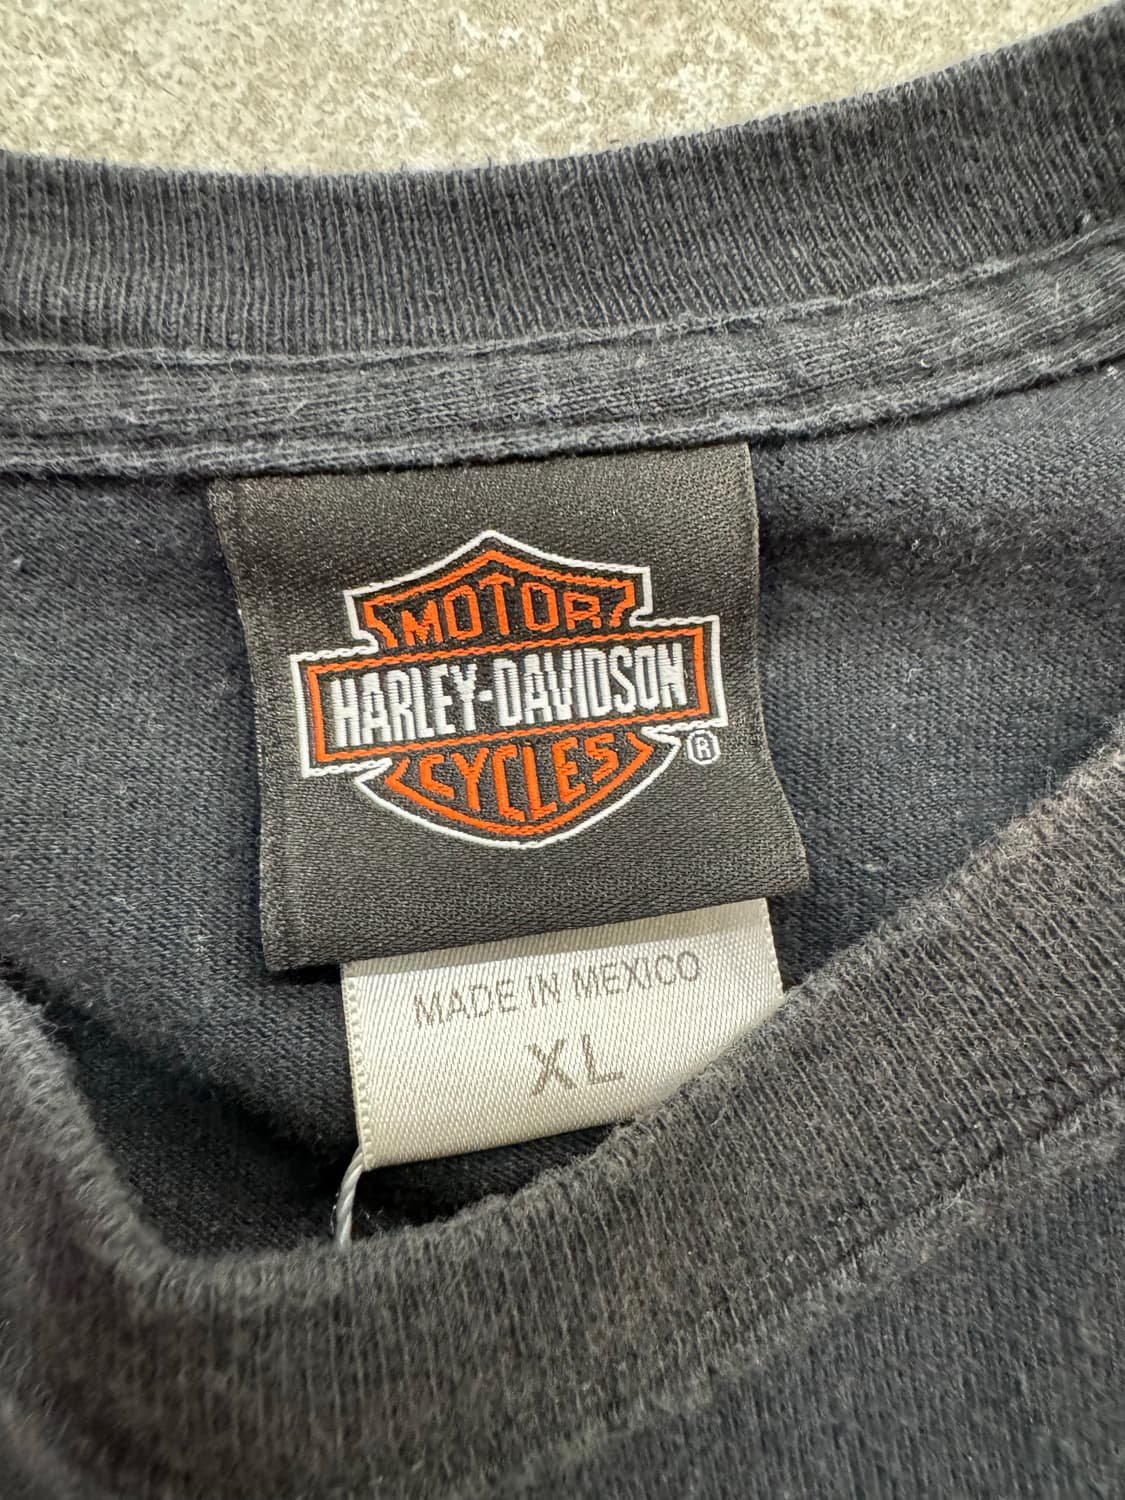 MOTOR
HARLEY-DAVIDSON
CYCLES
®
MADE IN MEXICO
XL